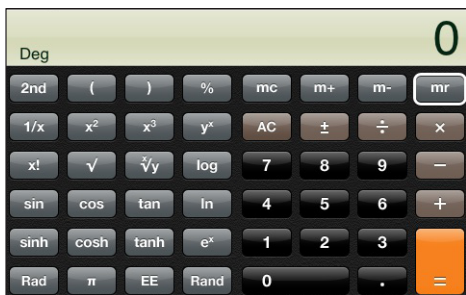 0
Deg
2nd ( ) % mc m+ m- mr
1/x x² x³ yˣ AC ± ÷ ×
x! √ ˣ√y log 7 8 9 −
sin cos tan ln 4 5 6 +
sinh cosh tanh eˣ 1 2 3
Rad π EE Rand 0 . =